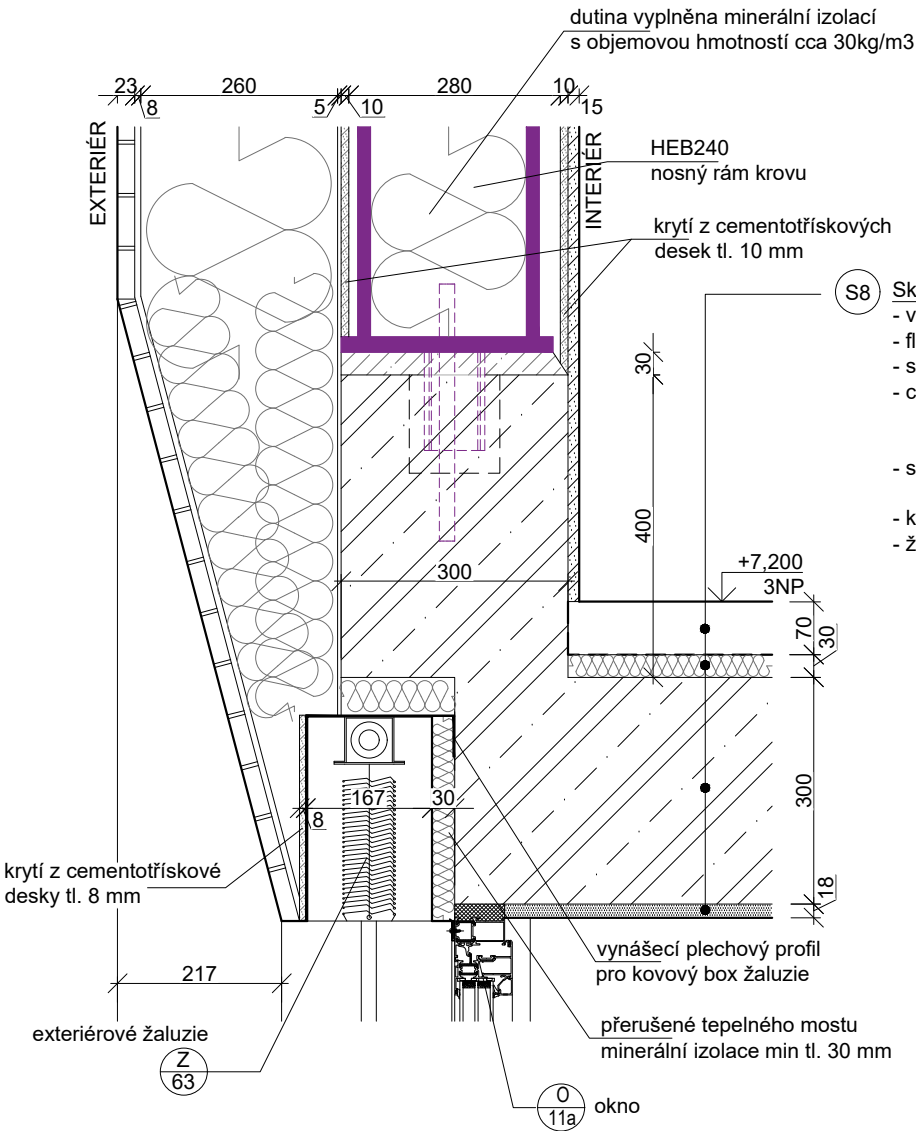 dutina vyplněna minerální izolací
s objemovou hmotností cca 30kg/m3
23
260
280
10
8
5
10
15
EXTERIÉR
INTERIÉR
HEB240
nosný rám krovu
krytí z cementotřískových
desek tl. 10 mm
S8
Sk
- v
- fl
- s
- c
- s
- k
- ž
30
400
300
+7,200
3NP
70
30
300
18
167
30
8
krytí z cementotřískové
desky tl. 8 mm
217
vynášecí plechový profil
pro kovový box žaluzie
exteriérové žaluzie
Z
63
přerušené tepelného mostu
minerální izolace min tl. 30 mm
O
11a
okno